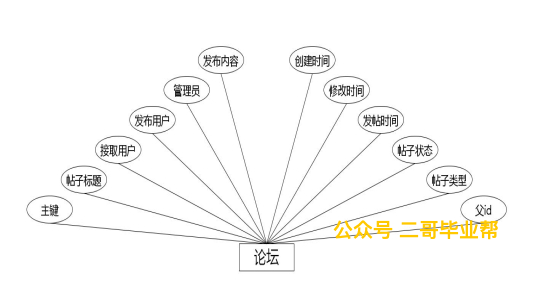 发布内容
创建时间
管理员
修改时间
发布用户
发帖时间
接取用户
帖子状态
帖子标题
帖子类型
主键
父id
公众号 二哥毕业帮
论坛